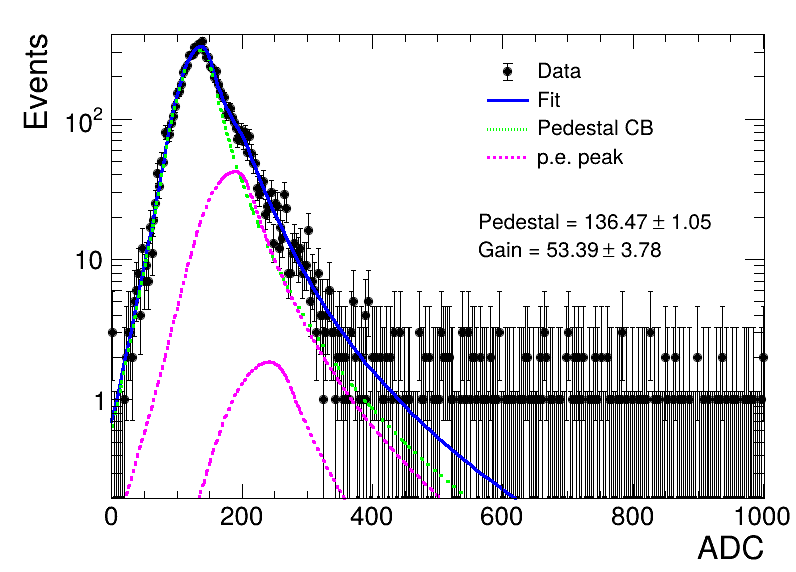 Events
10²
10
1
Data
Fit
Pedestal CB
p.e. peak
Pedestal = 136.47 ± 1.05
Gain = 53.39 ± 3.78
0 200 400 600 800 1000
ADC